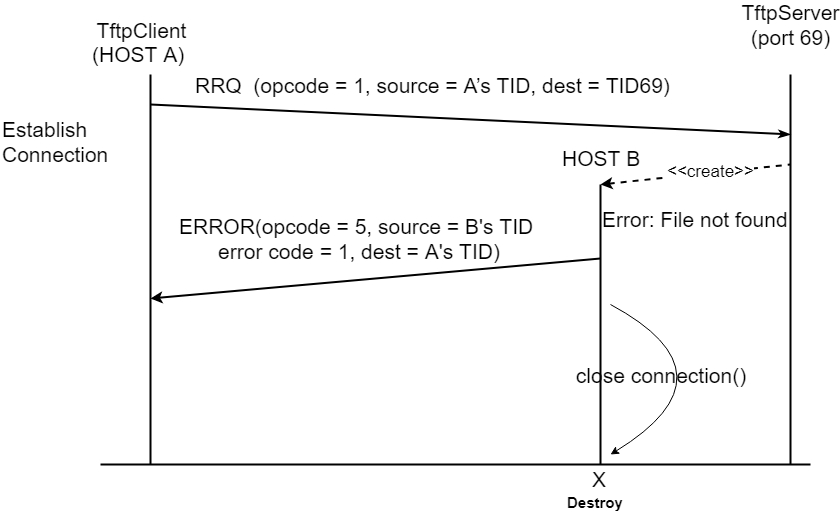 TftpClient
(HOST A)
TftpServer
(port 69)
RRQ (opcode = 1, source = A’s TID, dest = TID69)
Establish
Connection
HOST B
<<create>>
Error: File not found
ERROR(opcode = 5, source = B's TID
error code = 1, dest = A's TID)
close connection()
X
Destroy